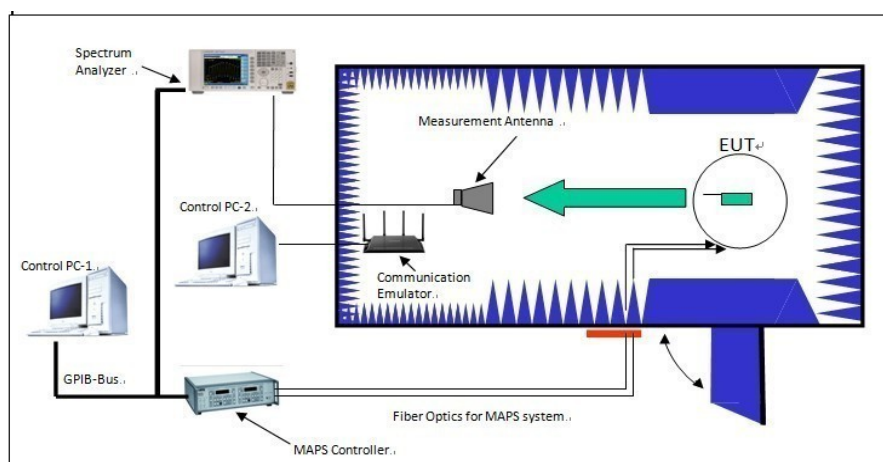 Spectrum
Analyzer
Measurement Antenna
EUT
Control PC-2
Control PC-1
Communication
Emulator
GPIB-Bus
Fiber Optics for MAPS system
MAPS Controller